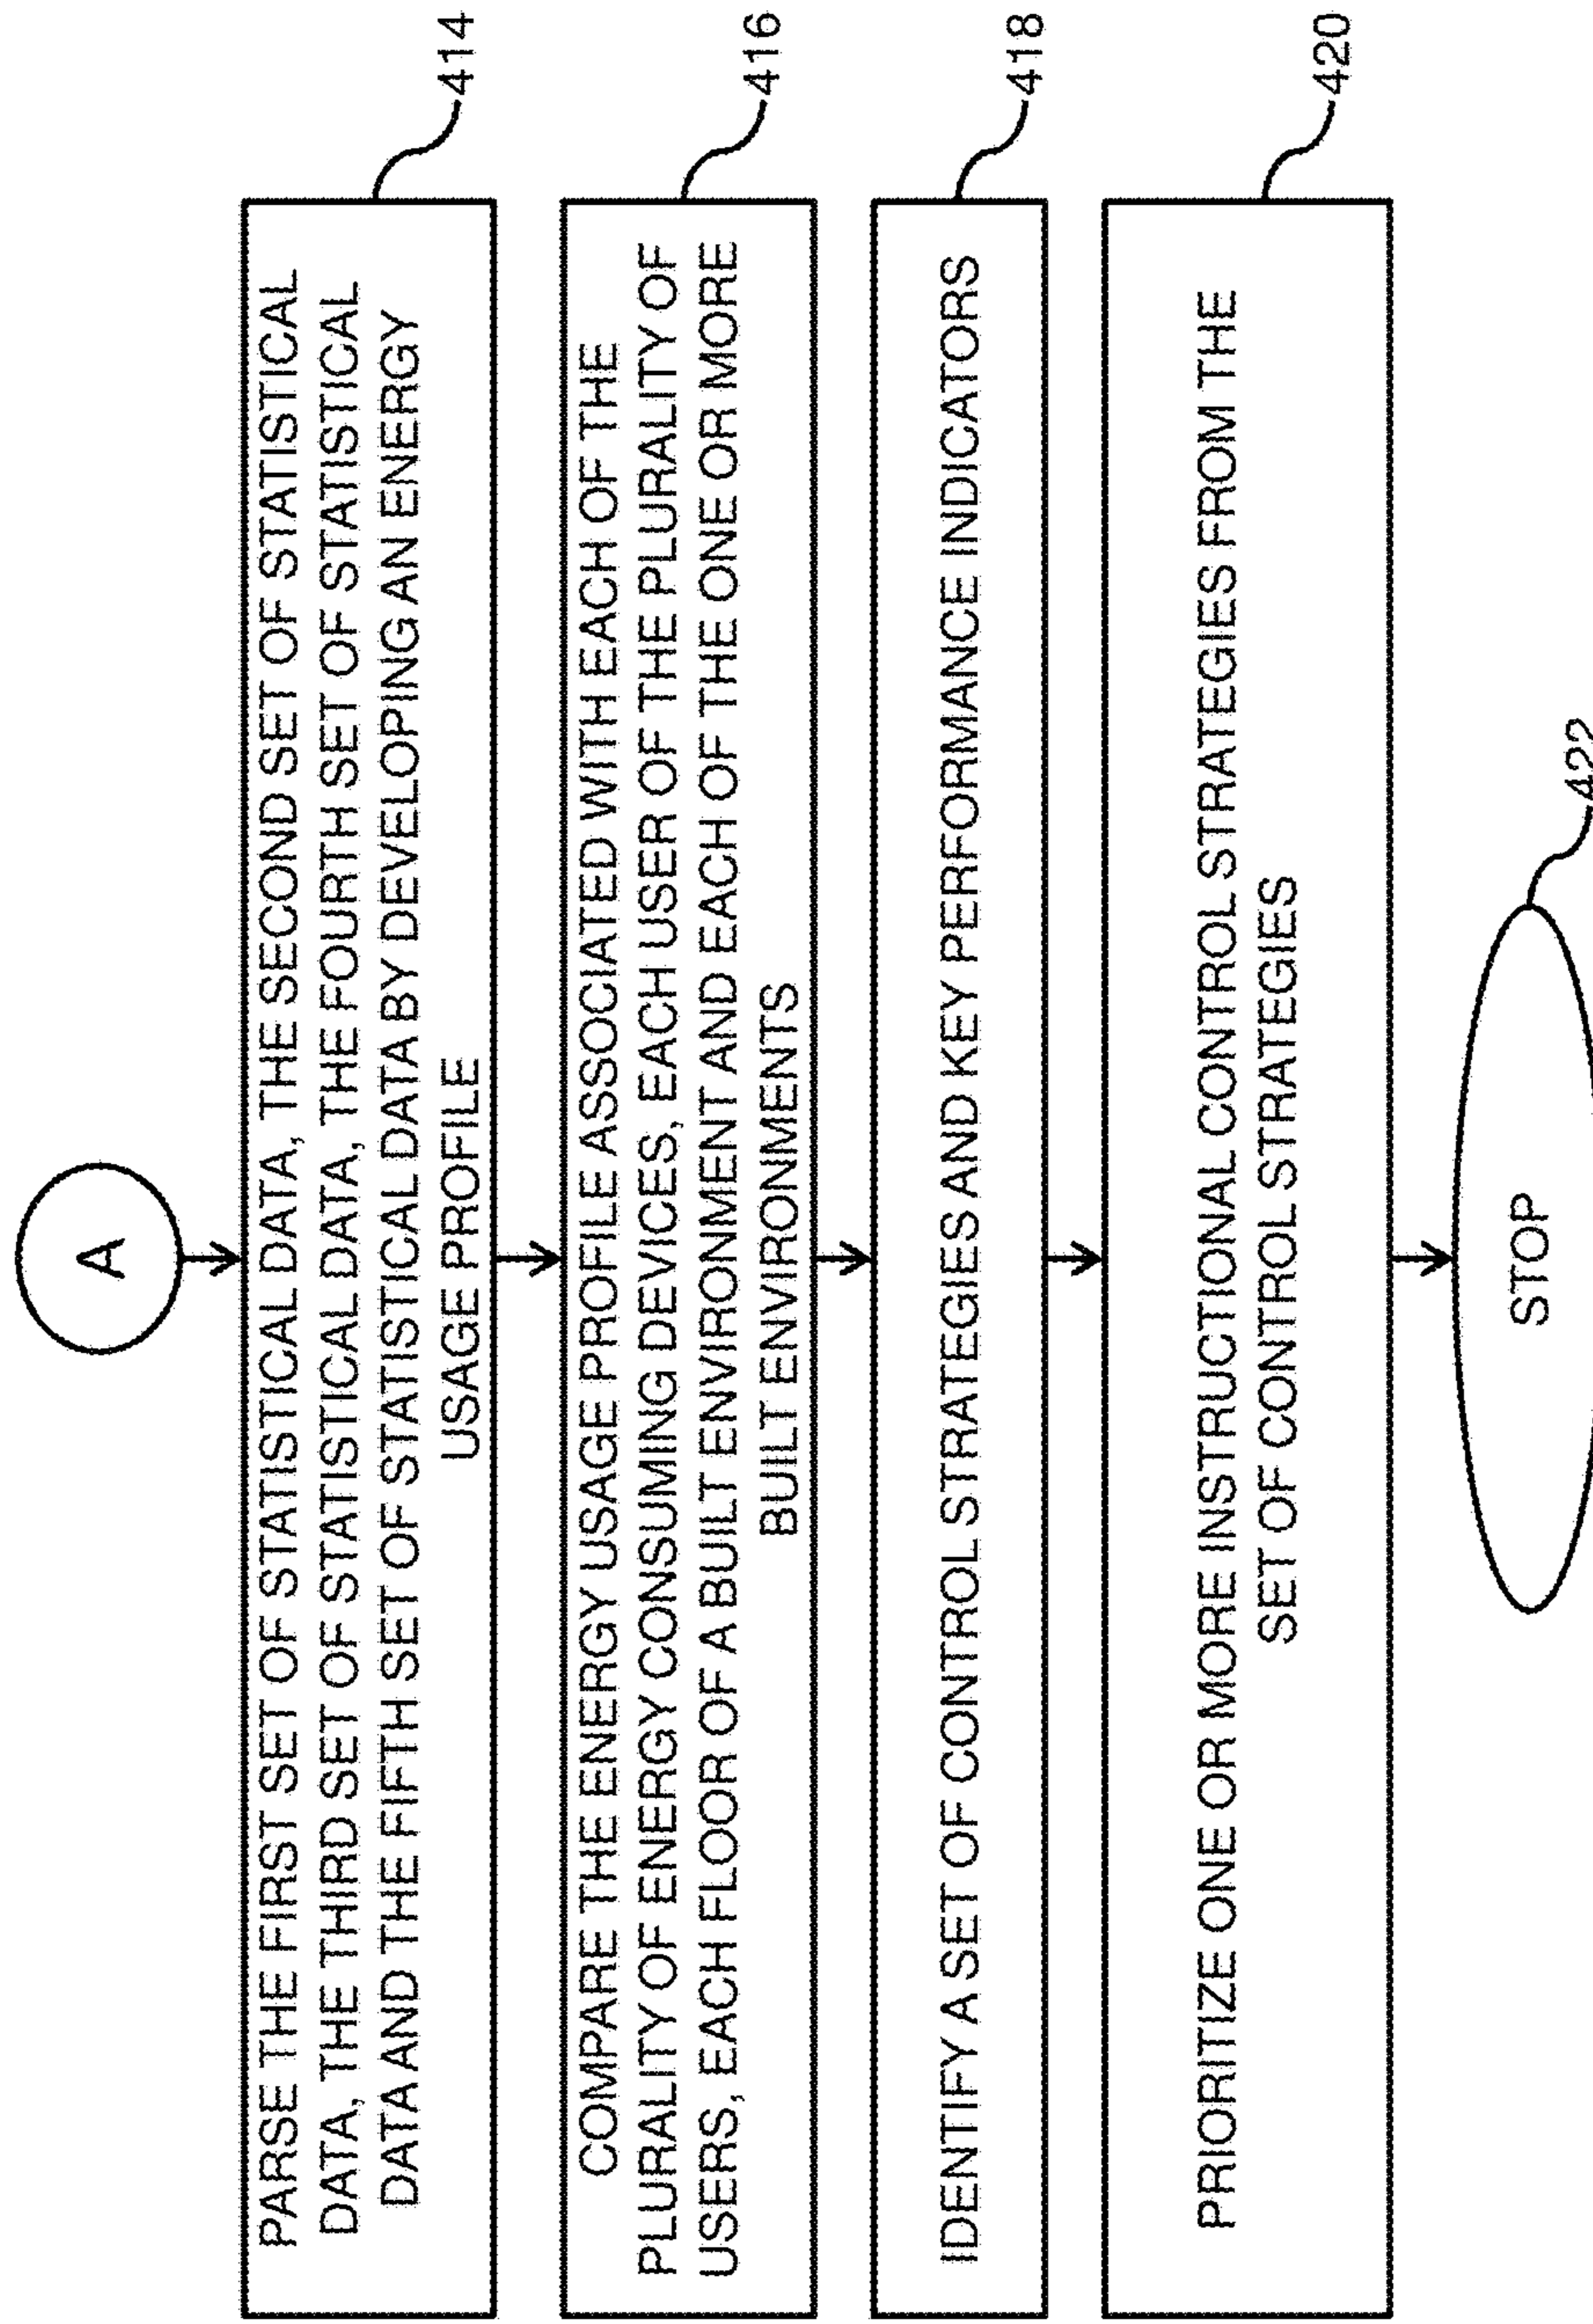 A
PARSE THE FIRST SET OF STATISTICAL DATA, THE SECOND SET OF STATISTICAL
DATA, THE THIRD SET OF STATISTICAL DATA, THE FOURTH SET OF STATISTICAL
DATA AND THE FIFTH SET OF STATISTICAL DATA BY DEVELOPING AN ENERGY
USAGE PROFILE
414
COMPARE THE ENERGY USAGE PROFILE ASSOCIATED WITH EACH OF THE
PLURALITY OF ENERGY CONSUMING DEVICES, EACH USER OF THE PLURALITY OF
USERS, EACH FLOOR OF A BUILT ENVIRONMENT AND EACH OF THE ONE OR MORE
BUILT ENVIRONMENTS
416
IDENTIFY A SET OF CONTROL STRATEGIES AND KEY PERFORMANCE INDICATORS
418
PRIORITIZE ONE OR MORE INSTRUCTIONAL CONTROL STRATEGIES FROM THE
SET OF CONTROL STRATEGIES
420
STOP
422